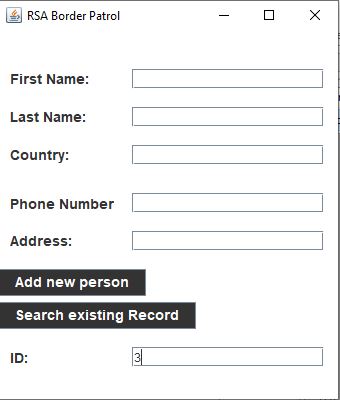 RSA Border Patrol
First Name:
Last Name:
Country:
Phone Number
Address:
Add new person
Search existing Record
ID: 3